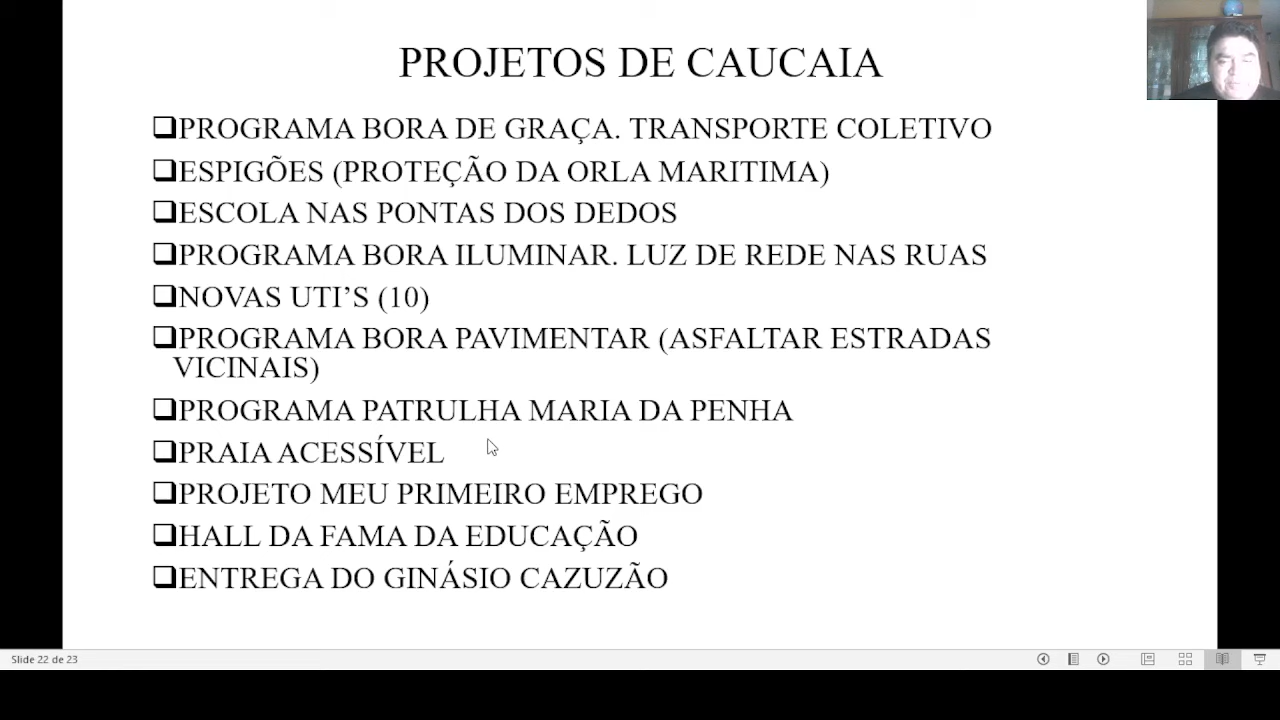 PROJETOS DE CAUCAIA
❑PROGRAMA BORA DE GRAÇA. TRANSPORTE COLETIVO
❑ESPIGÕES (PROTEÇÃO DA ORLA MARITIMA)
❑ESCOLA NAS PONTAS DOS DEDOS
❑PROGRAMA BORA ILUMINAR. LUZ DE REDE NAS RUAS
❑NOVAS UTI’S (10)
❑PROGRAMA BORA PAVIMENTAR (ASFALTAR ESTRADAS
VICINAIS)
❑PROGRAMA PATRULHA MARIA DA PENHA
❑PRAIA ACESSÍVEL
❑PROJETO MEU PRIMEIRO EMPREGO
❑HALL DA FAMA DA EDUCAÇÃO
❑ENTREGA DO GINÁSIO CAZUZÃO
Slide 22 de 23